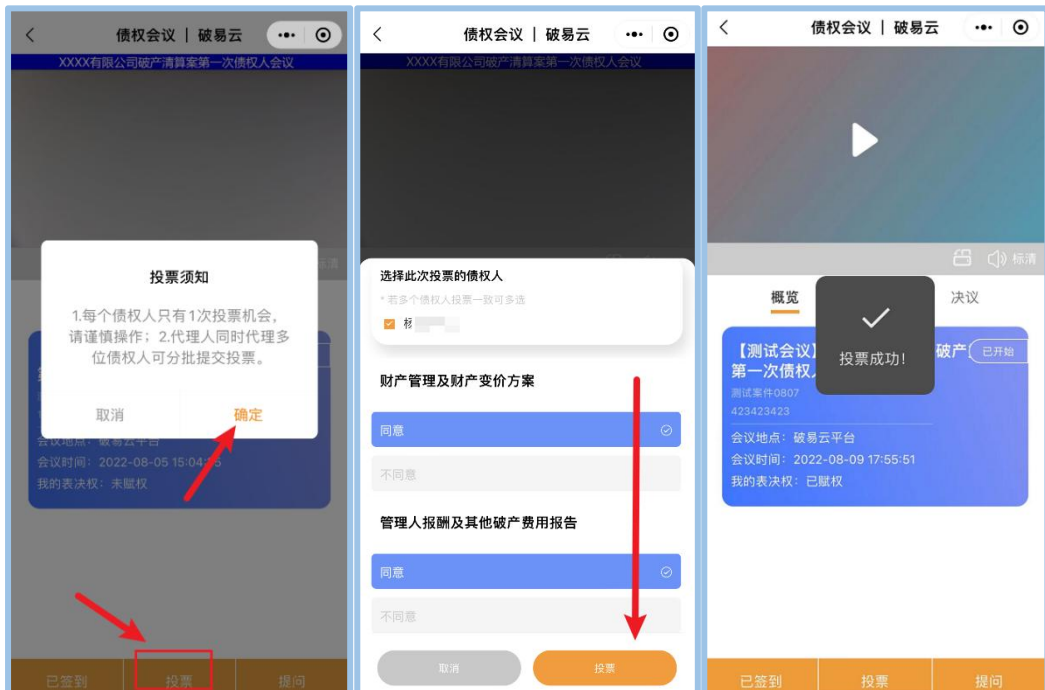 债权会议 | 破易云
XXXX有限公司破产清算案第一次债权人会议
标清
投票须知
1.每个债权人只有1次投票机会，
请谨慎操作；2.代理人同时代理多
位债权人可分批提交投票。
取消
确定
会议地点：破易云平台
会议时间：2022-08-05 15:04:
我的表决权：未赋权
已签到
投票
提问
债权会议 | 破易云
XXXX有限公司破产清算案第一次债权人会议
选择此次投票的债权人
* 若多个债权人投票一致可多选
财产管理及财产变价方案
同意
不同意
管理人报酬及其他破产费用报告
同意
不同意
取消
投票
债权会议 | 破易云
标清
概览
决议
投票成功！
【测试会议】
破产
已开始
第一次债权
测试案件0807
423423423
会议地点：破易云平台
会议时间：2022-08-09 17:55:51
我的表决权：已赋权
已签到
投票
提问